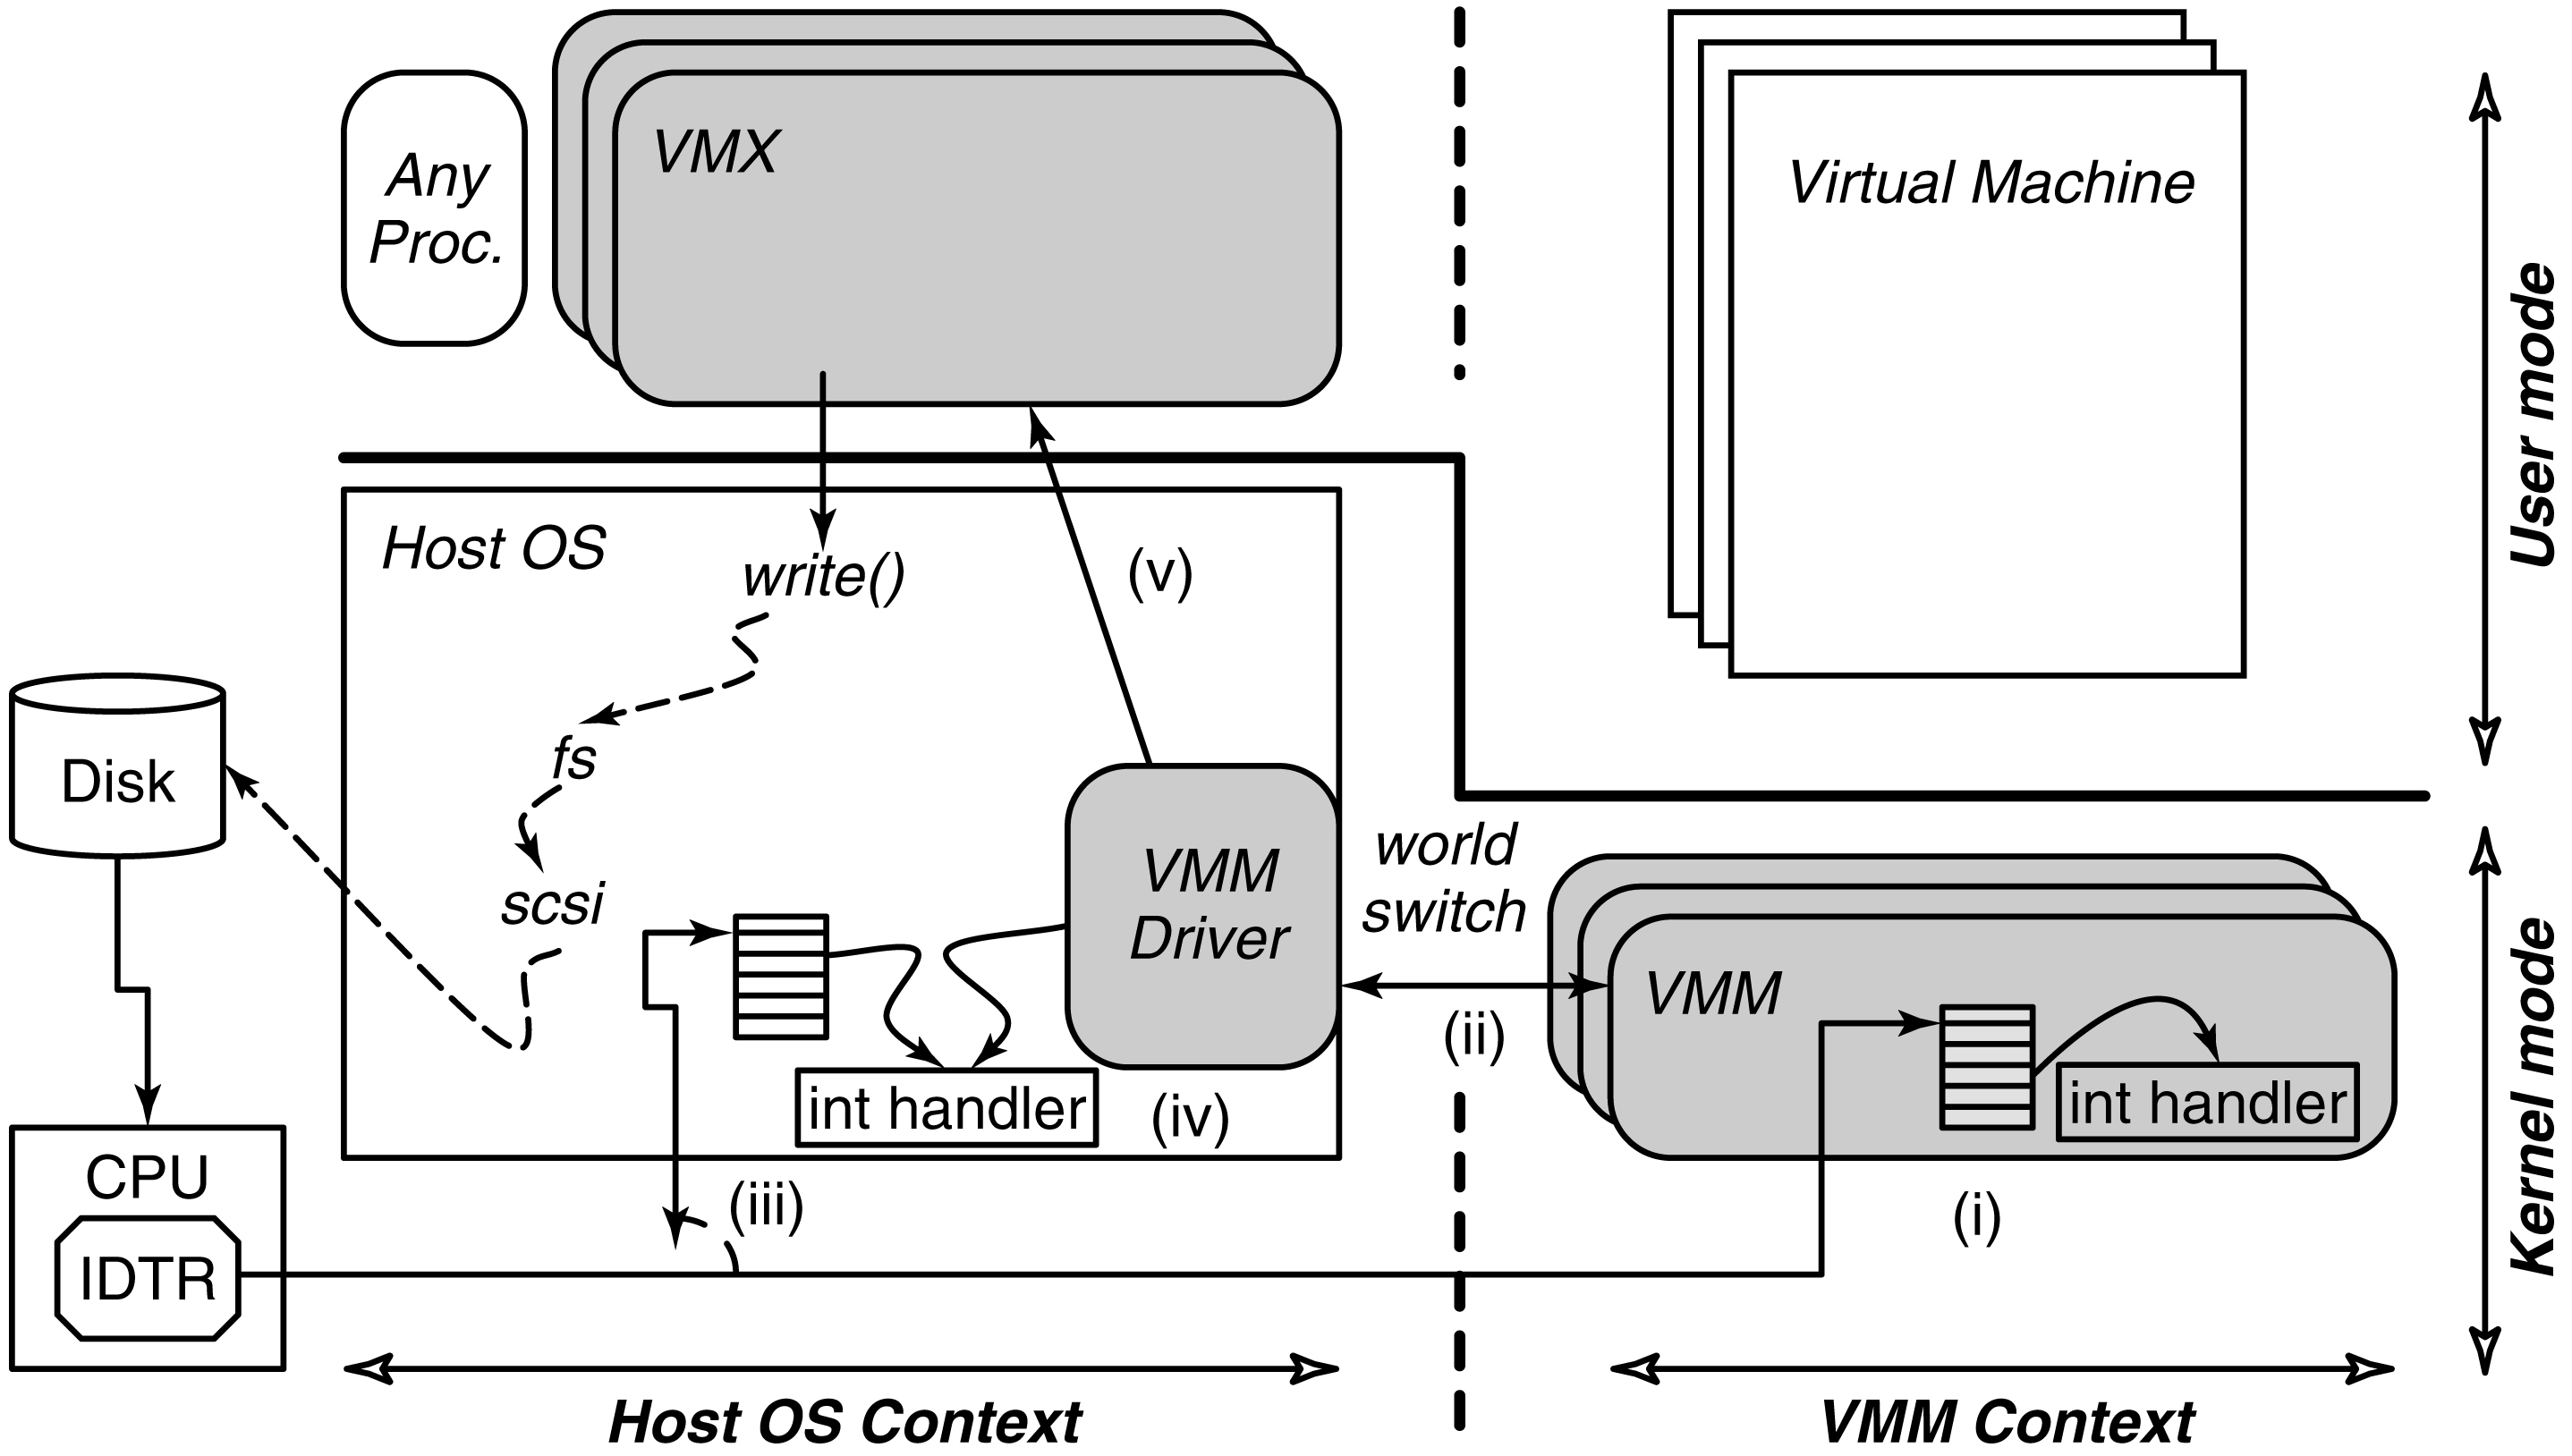 Any
Proc.
VMX
Virtual Machine
User mode
Host OS
write()
(v)
fs
Disk
scsi
VMM
Driver
world
switch
(ii)
VMM
int handler
(iv)
int handler
Kernel mode
CPU
IDTR
(iii)
(i)
Host OS Context
VMM Context